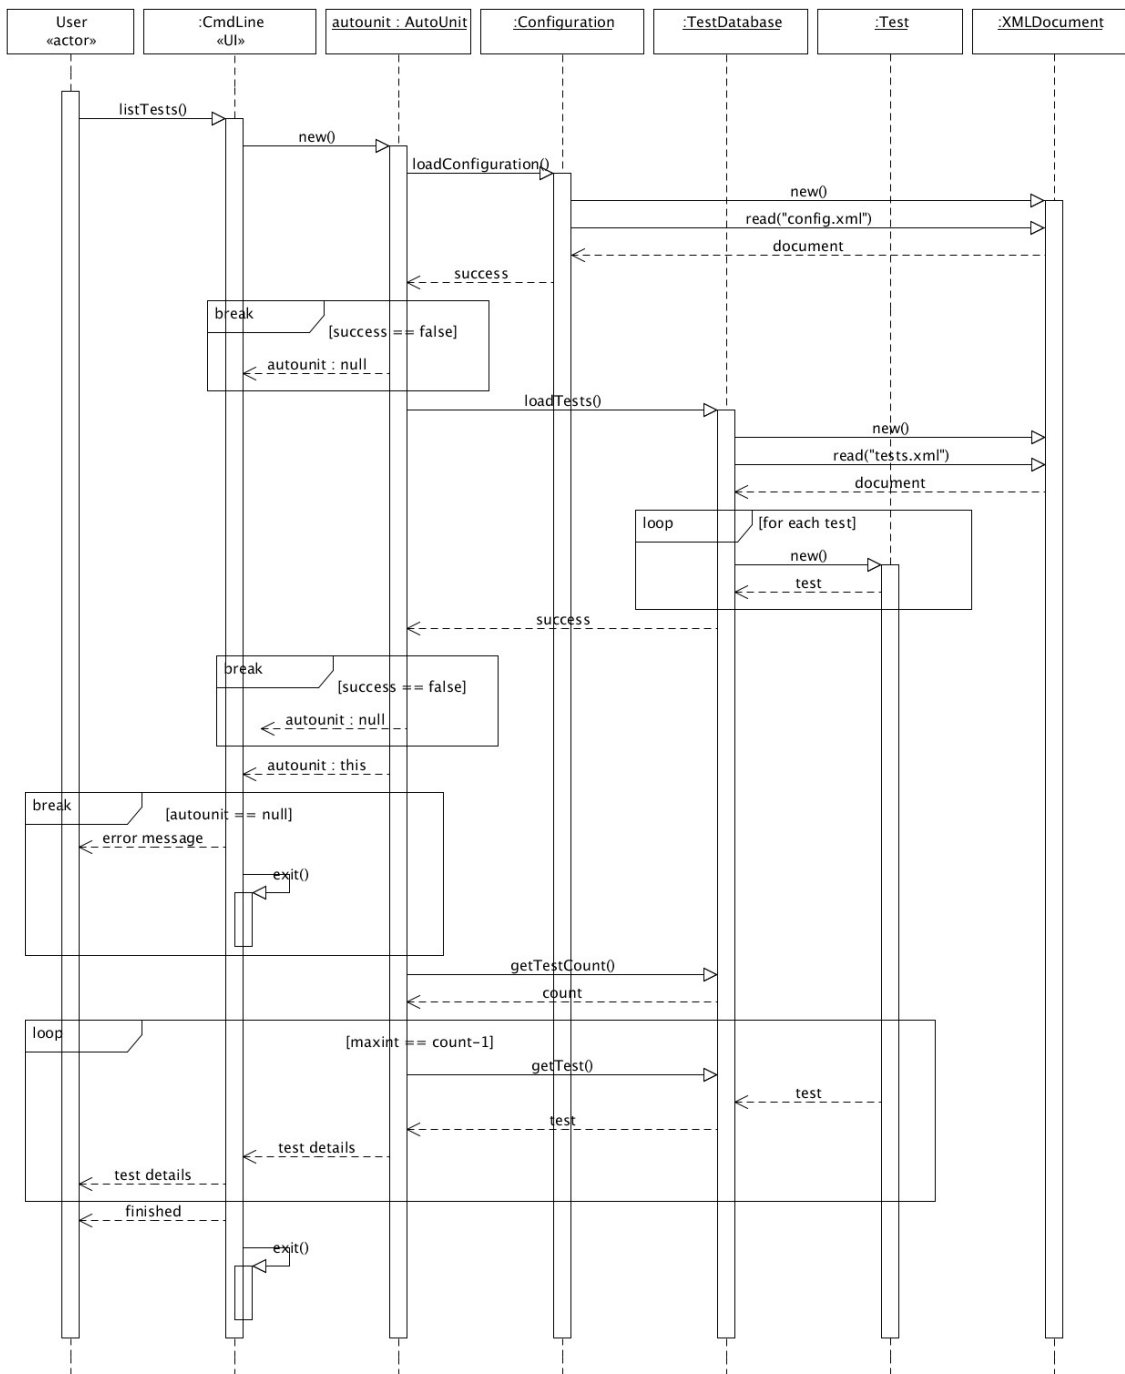 User
«actor»
:CmdLine
«UI»
autounit : AutoUnit
:Configuration
:TestDatabase
:Test
:XMLDocument
listTests()
new()
loadConfiguration()
new()
read("config.xml")
document
success
break
[success == false]
autounit : null
loadTests()
new()
read("tests.xml")
document
loop
[for each test]
new()
test
success
break
[success == false]
autounit : null
autounit : this
break
[autounit == null]
error message
exit()
getTestCount()
count
loop
[maxint == count-1]
getTest()
test
test
test details
test details
finished
exit()